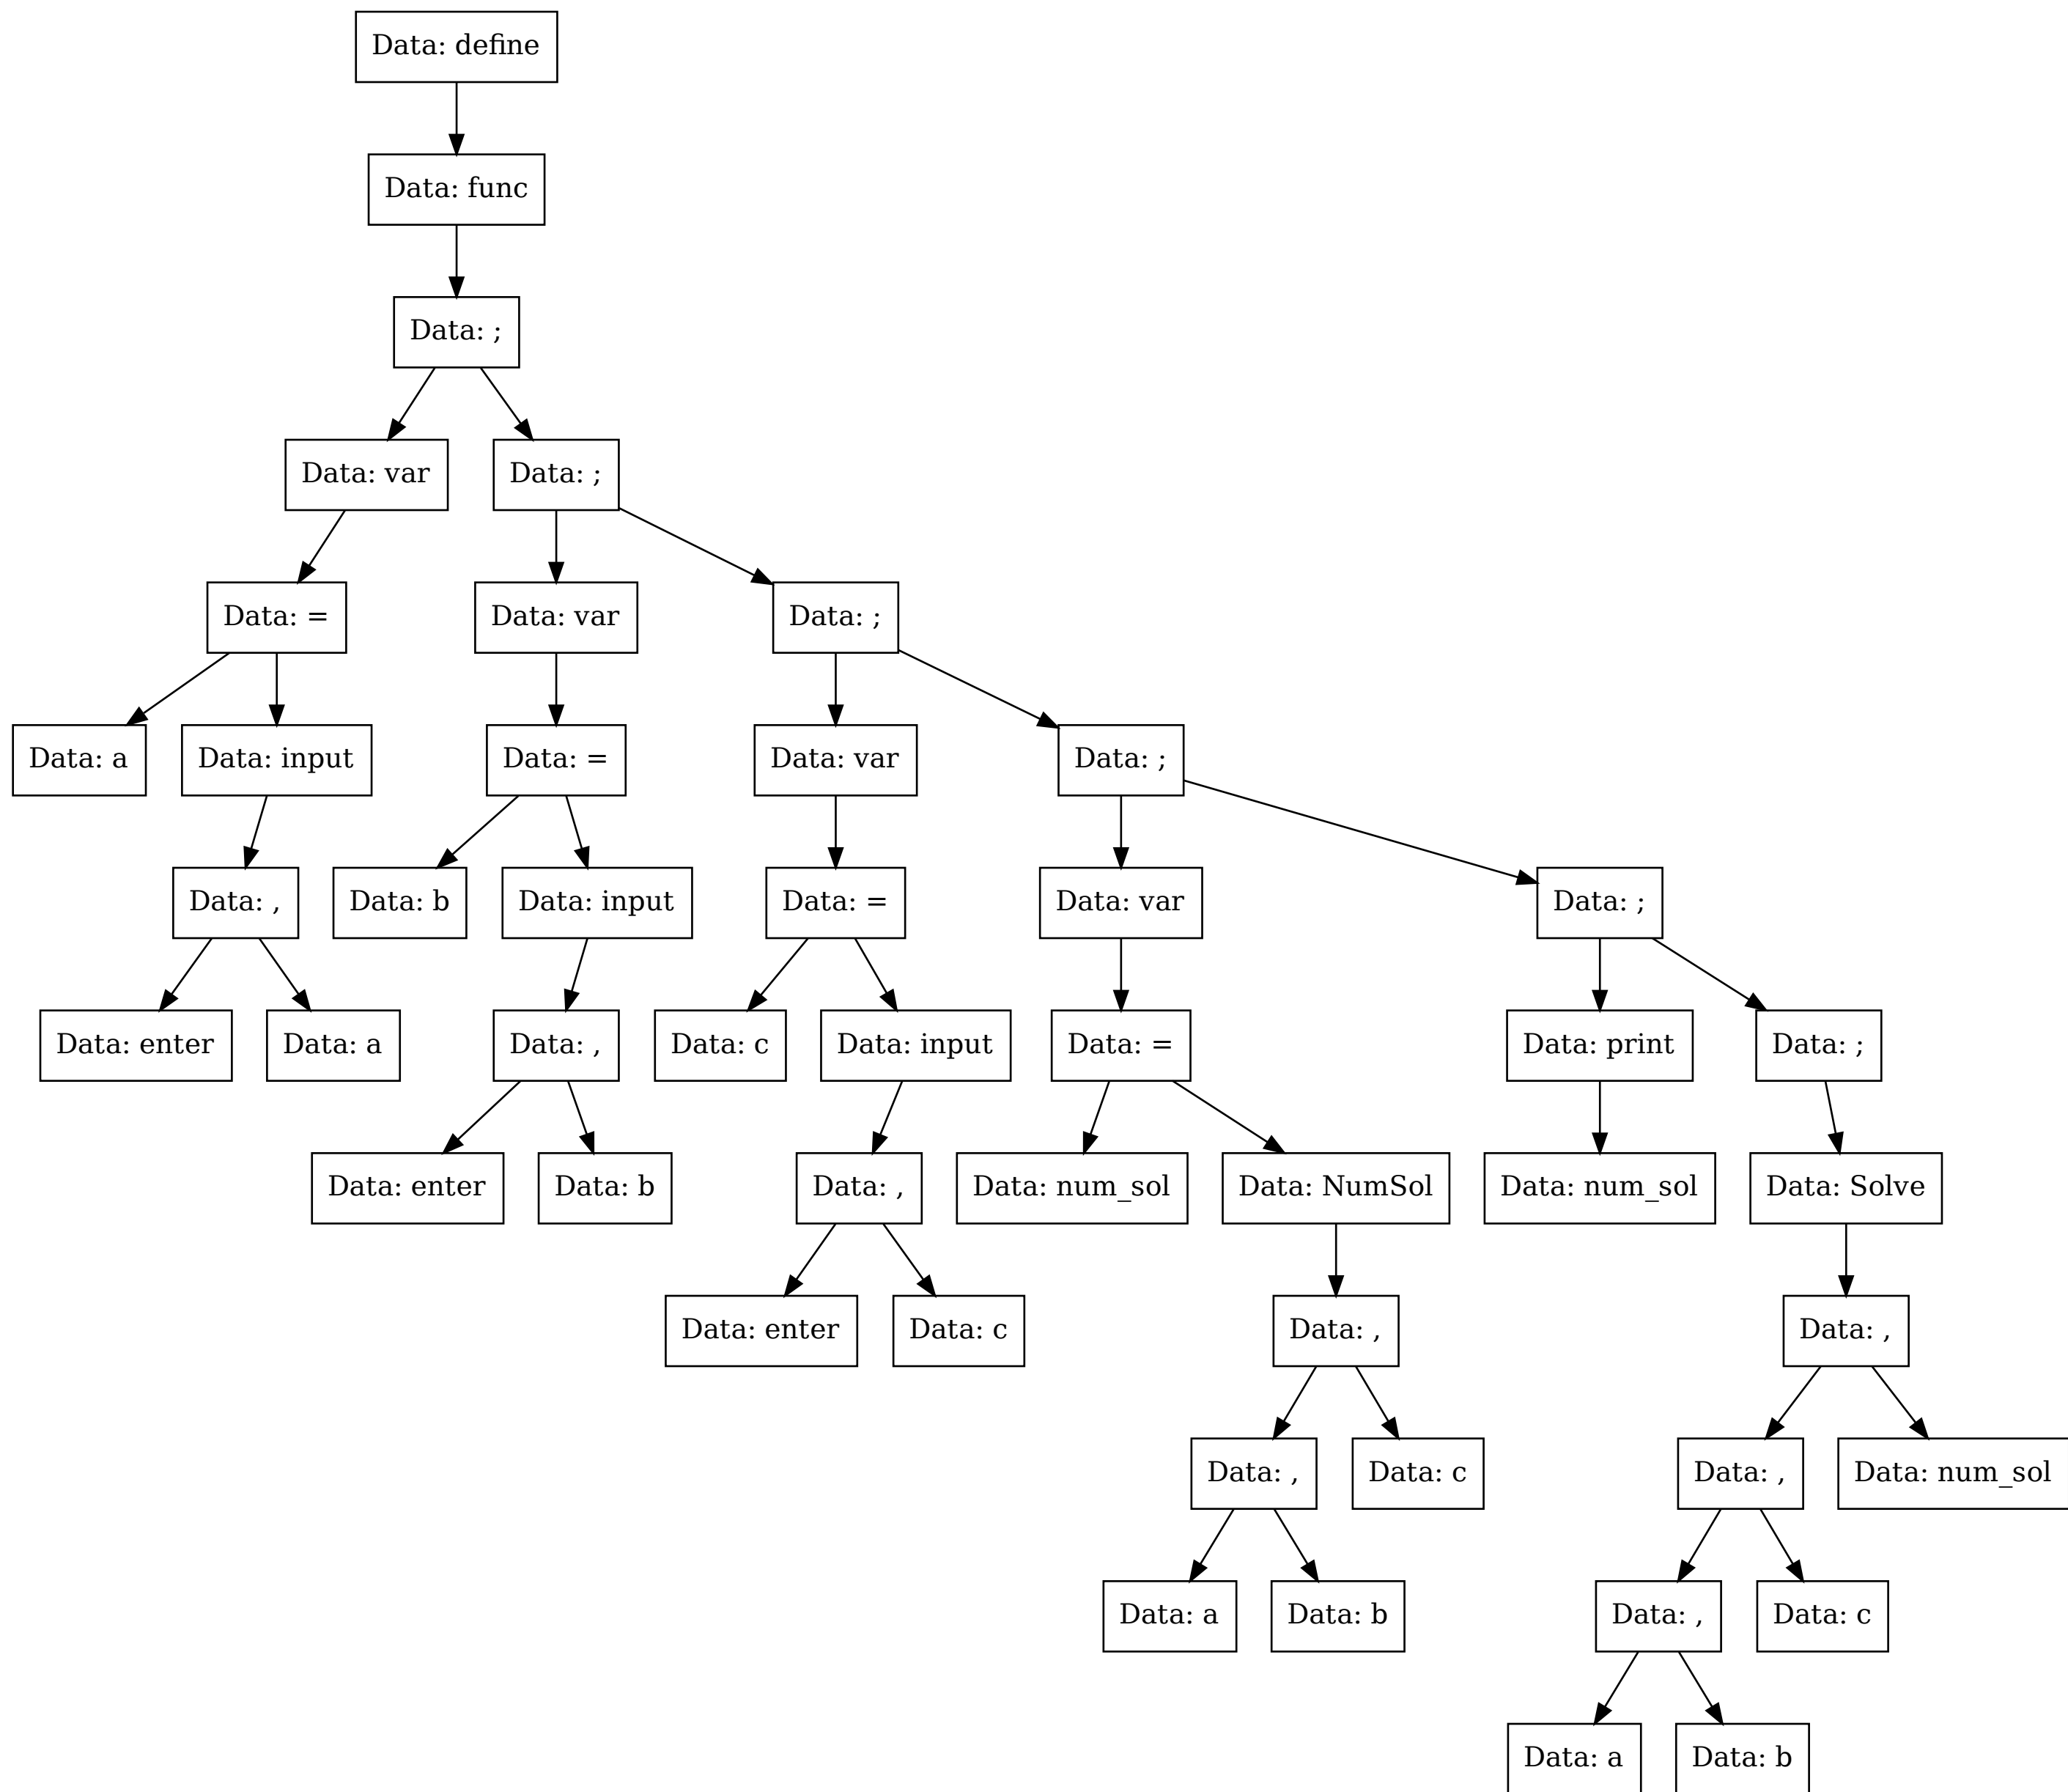 Data: define
Data: func
Data: ;
Data: var
Data: ;
Data: =
Data: var
Data: ;
Data: a
Data: input
Data: =
Data: var
Data: ;
Data: ,
Data: b
Data: input
Data: =
Data: var
Data: ;
Data: enter
Data: a
Data: ,
Data: c
Data: input
Data: =
Data: print
Data: ;
Data: enter
Data: b
Data: ,
Data: num_sol
Data: NumSol
Data: num_sol
Data: Solve
Data: enter
Data: c
Data: ,
Data: ,
Data: ,
Data: c
Data: ,
Data: num_sol
Data: a
Data: b
Data: ,
Data: c
Data: a
Data: b